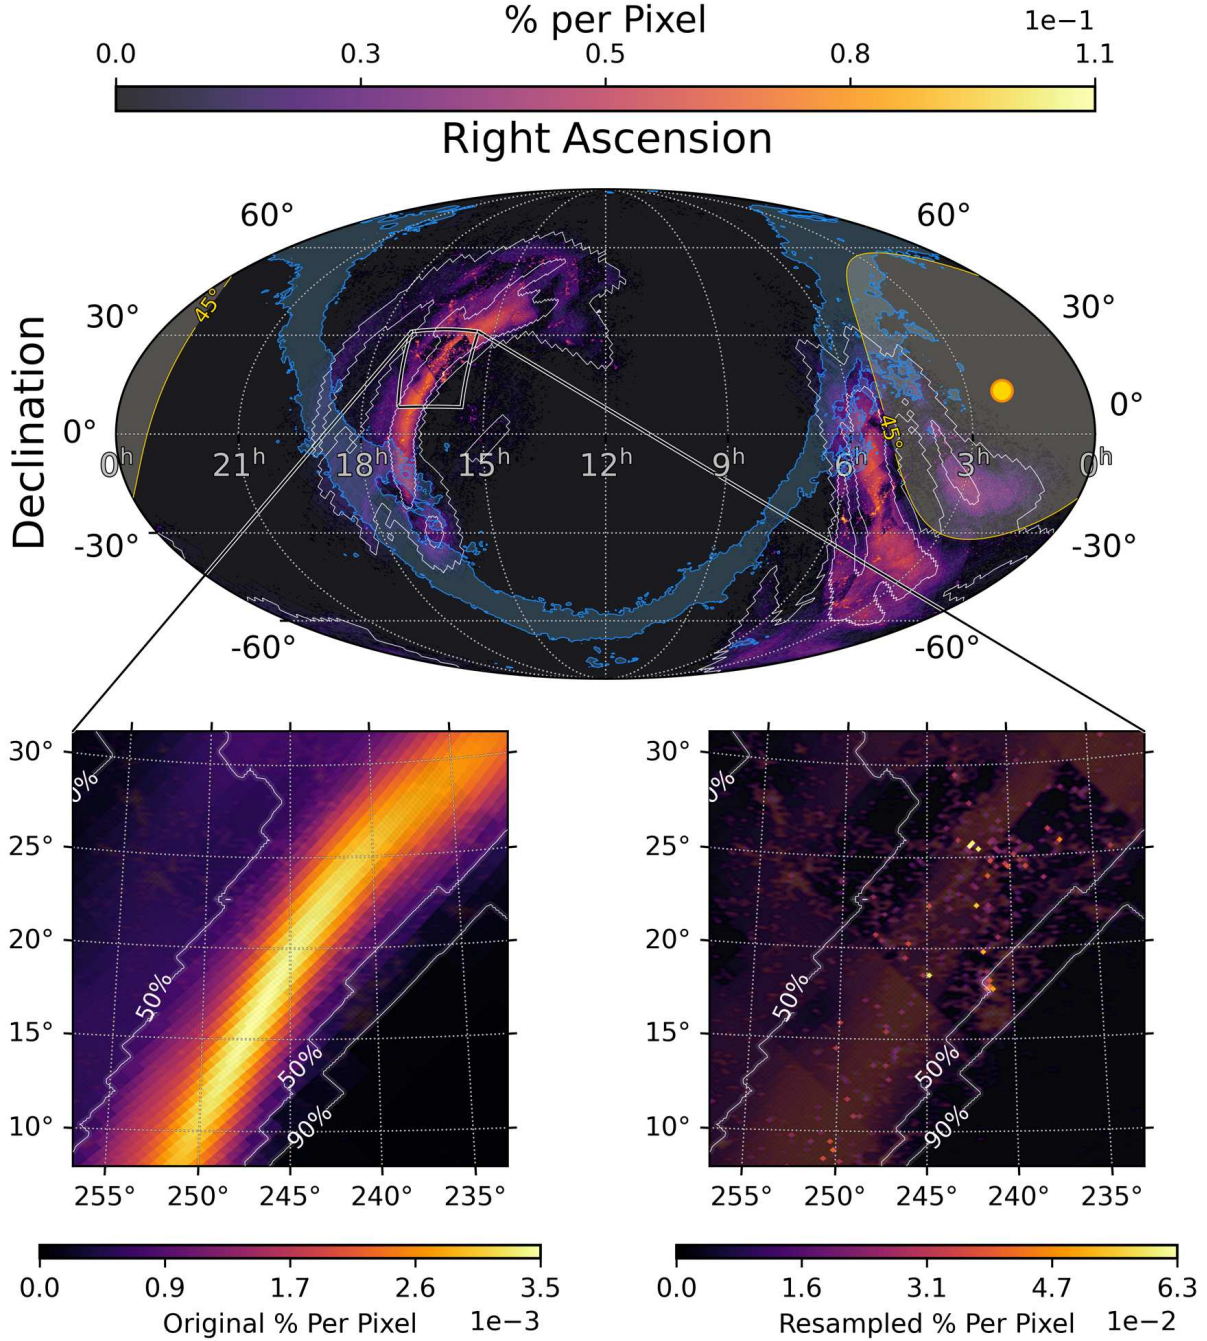 % per Pixel
1e−1
0.0 0.3 0.5 0.8 1.1
Right Ascension
60° 60°
45°
30° 30°
Declination
0° 45° 0°
0h 21h 18h 15h 12h 9h 6h 3h 0h
-30° -30°
-60° -60°
30° 0% 30° 0%
25° 25°
20° 20°
50% 50%
15° 15°
50% 50%
10° 90% 10° 90%
255° 250° 245° 240° 235° 255° 250° 245° 240° 235°
0.0 0.9 1.7 2.6 3.5 0.0 1.6 3.1 4.7 6.3
Original % Per Pixel 1e−3 Resampled % Per Pixel 1e−2